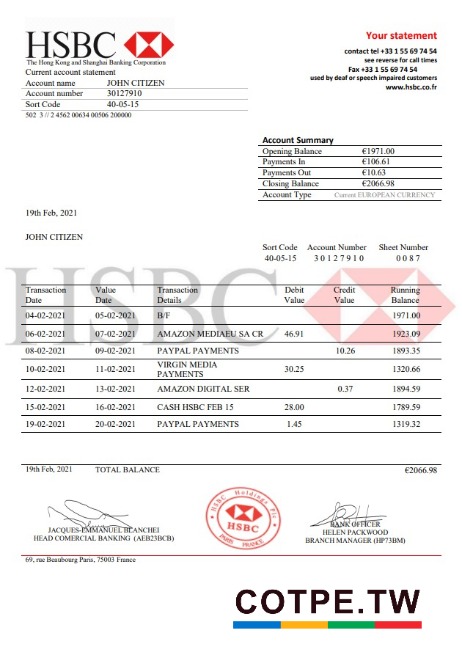 HSBC
The Hong Kong and Shanghai Banking Corporation
Current account statement
Account name JOHN CITIZEN
Account number 30127910
Sort Code 40-05-15
502 3 // 2 4562 00634 00506 200000
Your statement
contact tel +33 1 55 69 74 54
see reverse for call times
Fax +33 1 55 69 74 54
used by deaf or speech impaired customers
www.hsbc.co.fr
Account Summary
Opening Balance €1971.00
Payments In €106.61
Payments Out €10.63
Closing Balance €2066.98
Account Type Current EUROPEAN CURRENCY
19th Feb, 2021
JOHN CITIZEN
Sort Code Account Number Sheet Number
40-05-15 3 0 1 2 7 9 1 0 0 0 8 7
HSBC
Transaction Date Value Date Transaction Details Debit Value Credit Value Running Balance
04-02-2021 05-02-2021 B/F 1971.00
06-02-2021 07-02-2021 AMAZON MEDIAEU SA CR 46.91 1923.09
08-02-2021 09-02-2021 PAYPAL PAYMENTS 10.26 1893.35
10-02-2021 11-02-2021 VIRGIN MEDIA PAYMENTS 30.25 1320.66
12-02-2021 13-02-2021 AMAZON DIGITAL SER 0.37 1894.59
15-02-2021 16-02-2021 CASH HSBC FEB 15 28.00 1789.59
19-02-2021 20-02-2021 PAYPAL PAYMENTS 1.45 1319.32
19th Feb, 2021 TOTAL BALANCE €2066.98
JACQUES-EMMANUEL BLANCHEI
HEAD COMERCIAL BANKING (AEB23BCB)
HSBC Holdings Plc
HSBC
PARIS FRANCE
BANK OFFICER
HELEN PACKWOOD
BRANCH MANAGER (HP73BM)
69, rue Beaubourg Paris, 75003 France
COTPE.TW